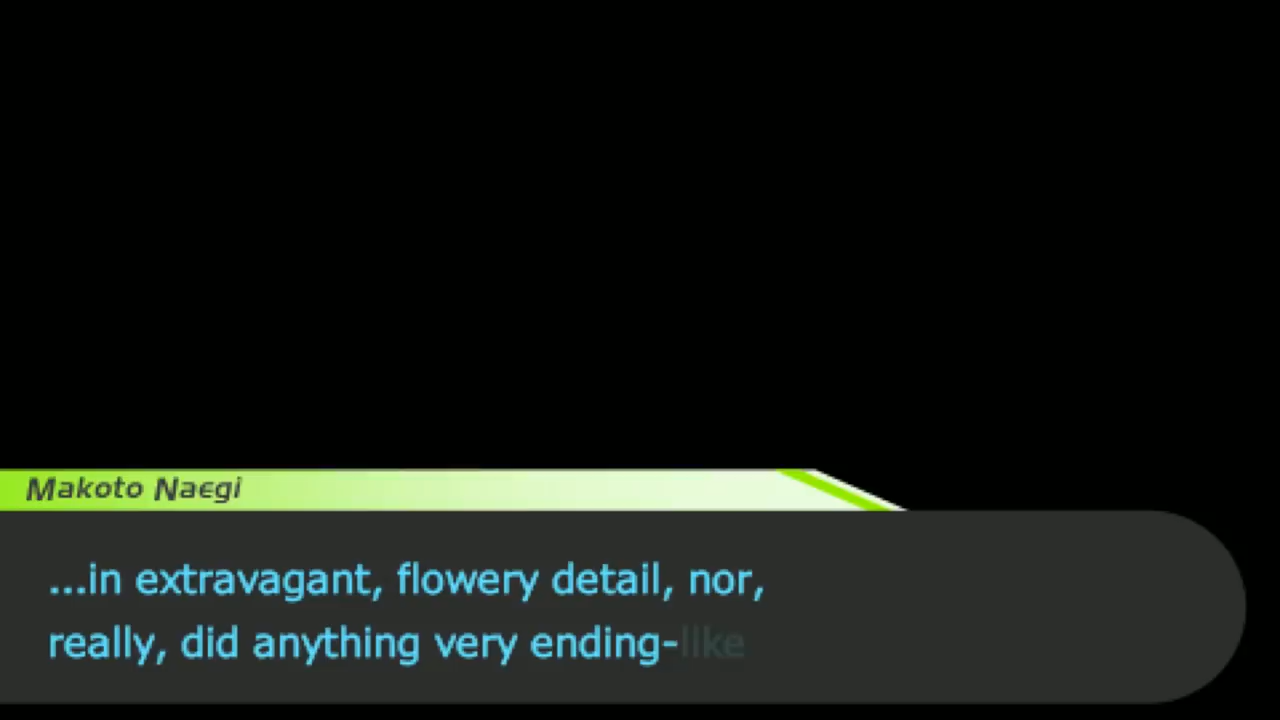 Makoto Naegi
...in extravagant, flowery detail, nor,
really, did anything very ending-like